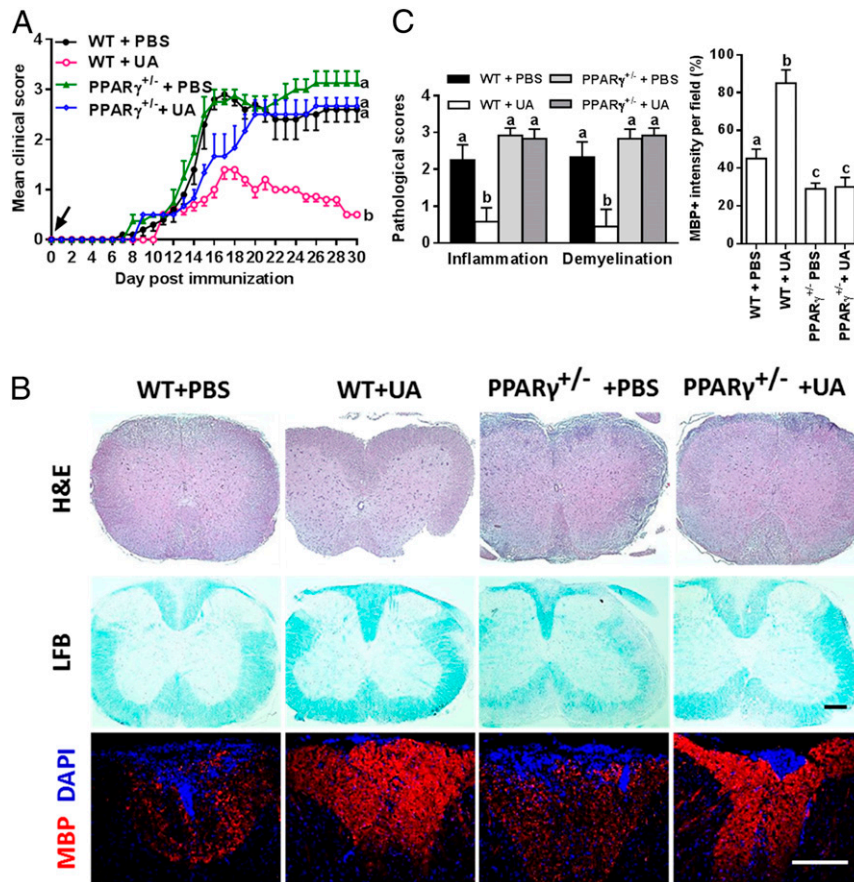 A
Mean clinical score
4
3
2
1
0
WT + PBS
WT + UA
PPARγ+/- + PBS
PPARγ+/- + UA
a
a
a
b
0 2 3 4 6 8 10 12 14 16 18 20 22 24 26 28 30
Day post immunization
C
Pathological scores
4
3
2
1
0
WT + PBS
PPARγ+/- + PBS
WT + UA
PPARγ+/- + UA
a
b
a
a
a
b
a
a
Inflammation
Demyelination
MBP+ intensity per field (%)
100
80
60
40
20
0
a
b
c
c
WT + PBS
WT + UA
PPARγ+/- PBS
PPARγ+/- + UA
B
WT+PBS
WT+UA
PPARγ+/- +PBS
PPARγ+/- +UA
H&E
LFB
MBP DAPI